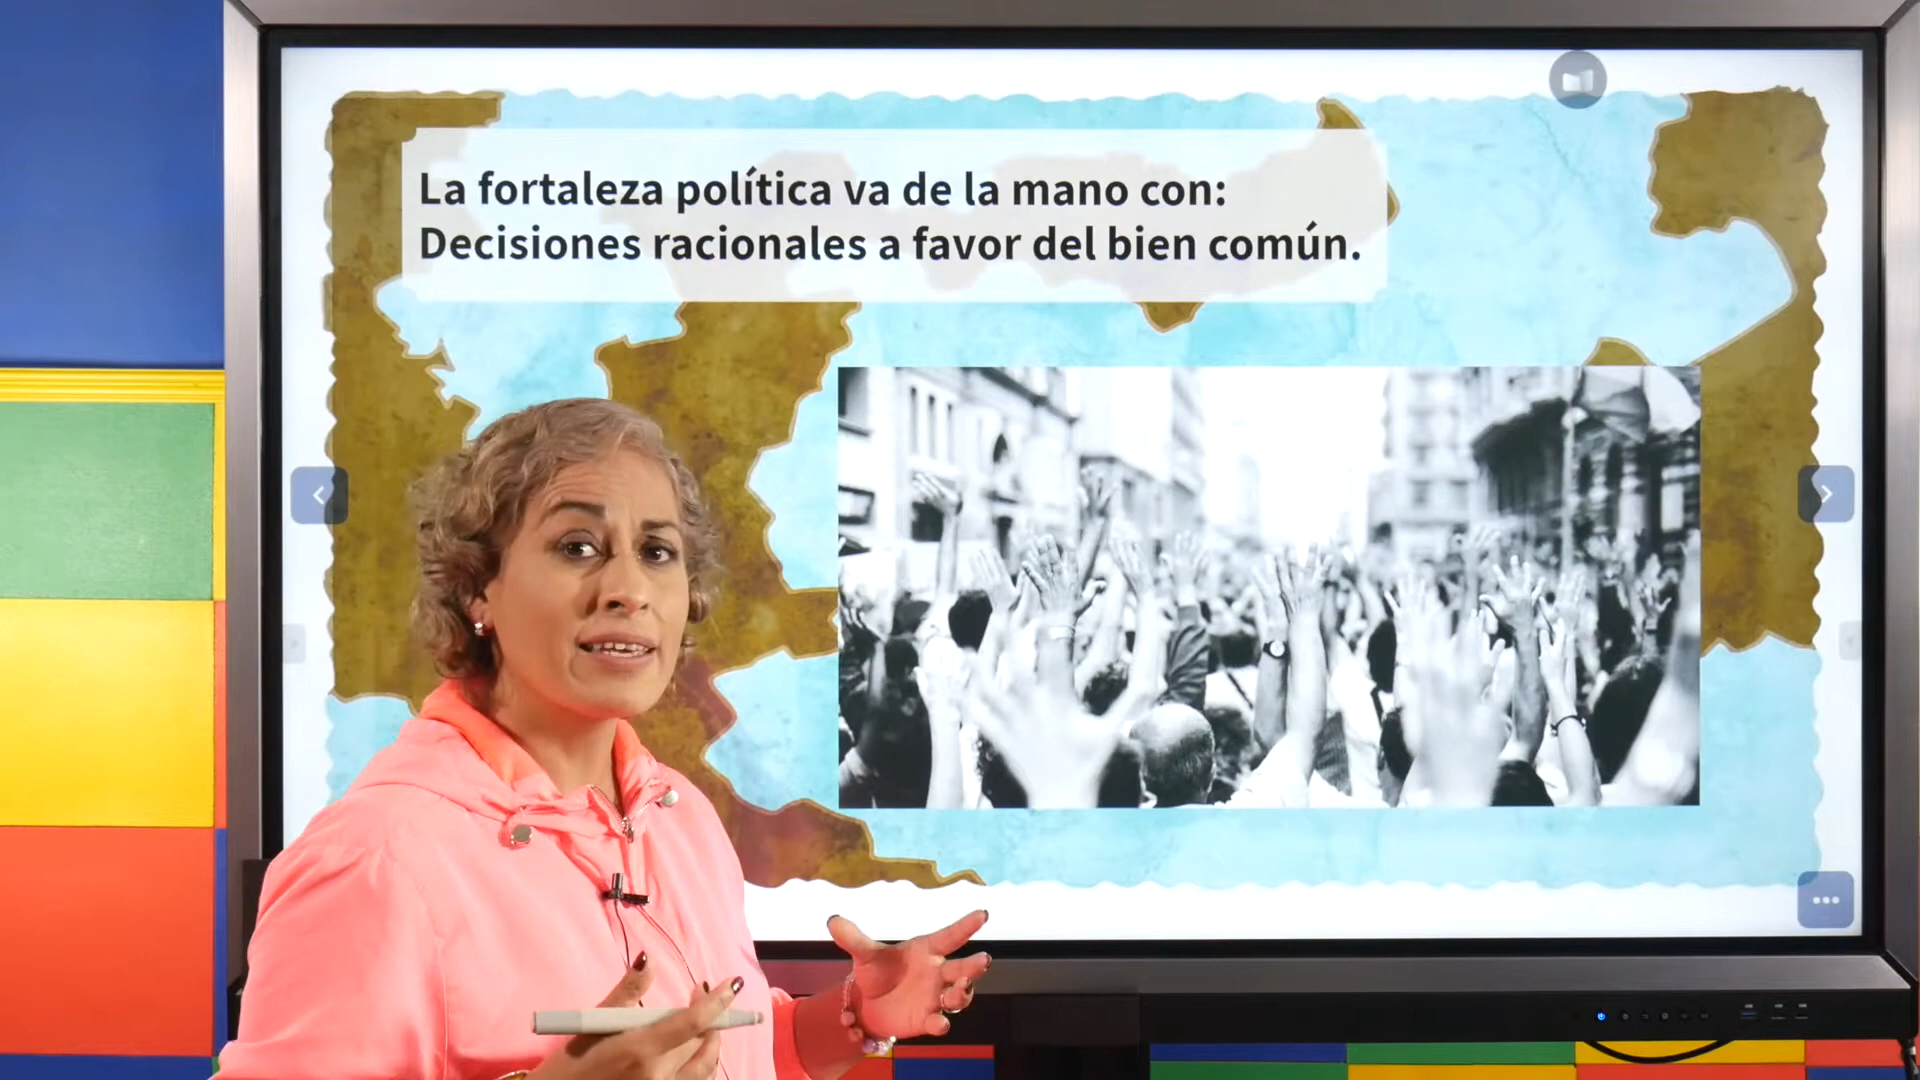 La fortaleza política va de la mano con:
Decisiones racionales a favor del bien común.